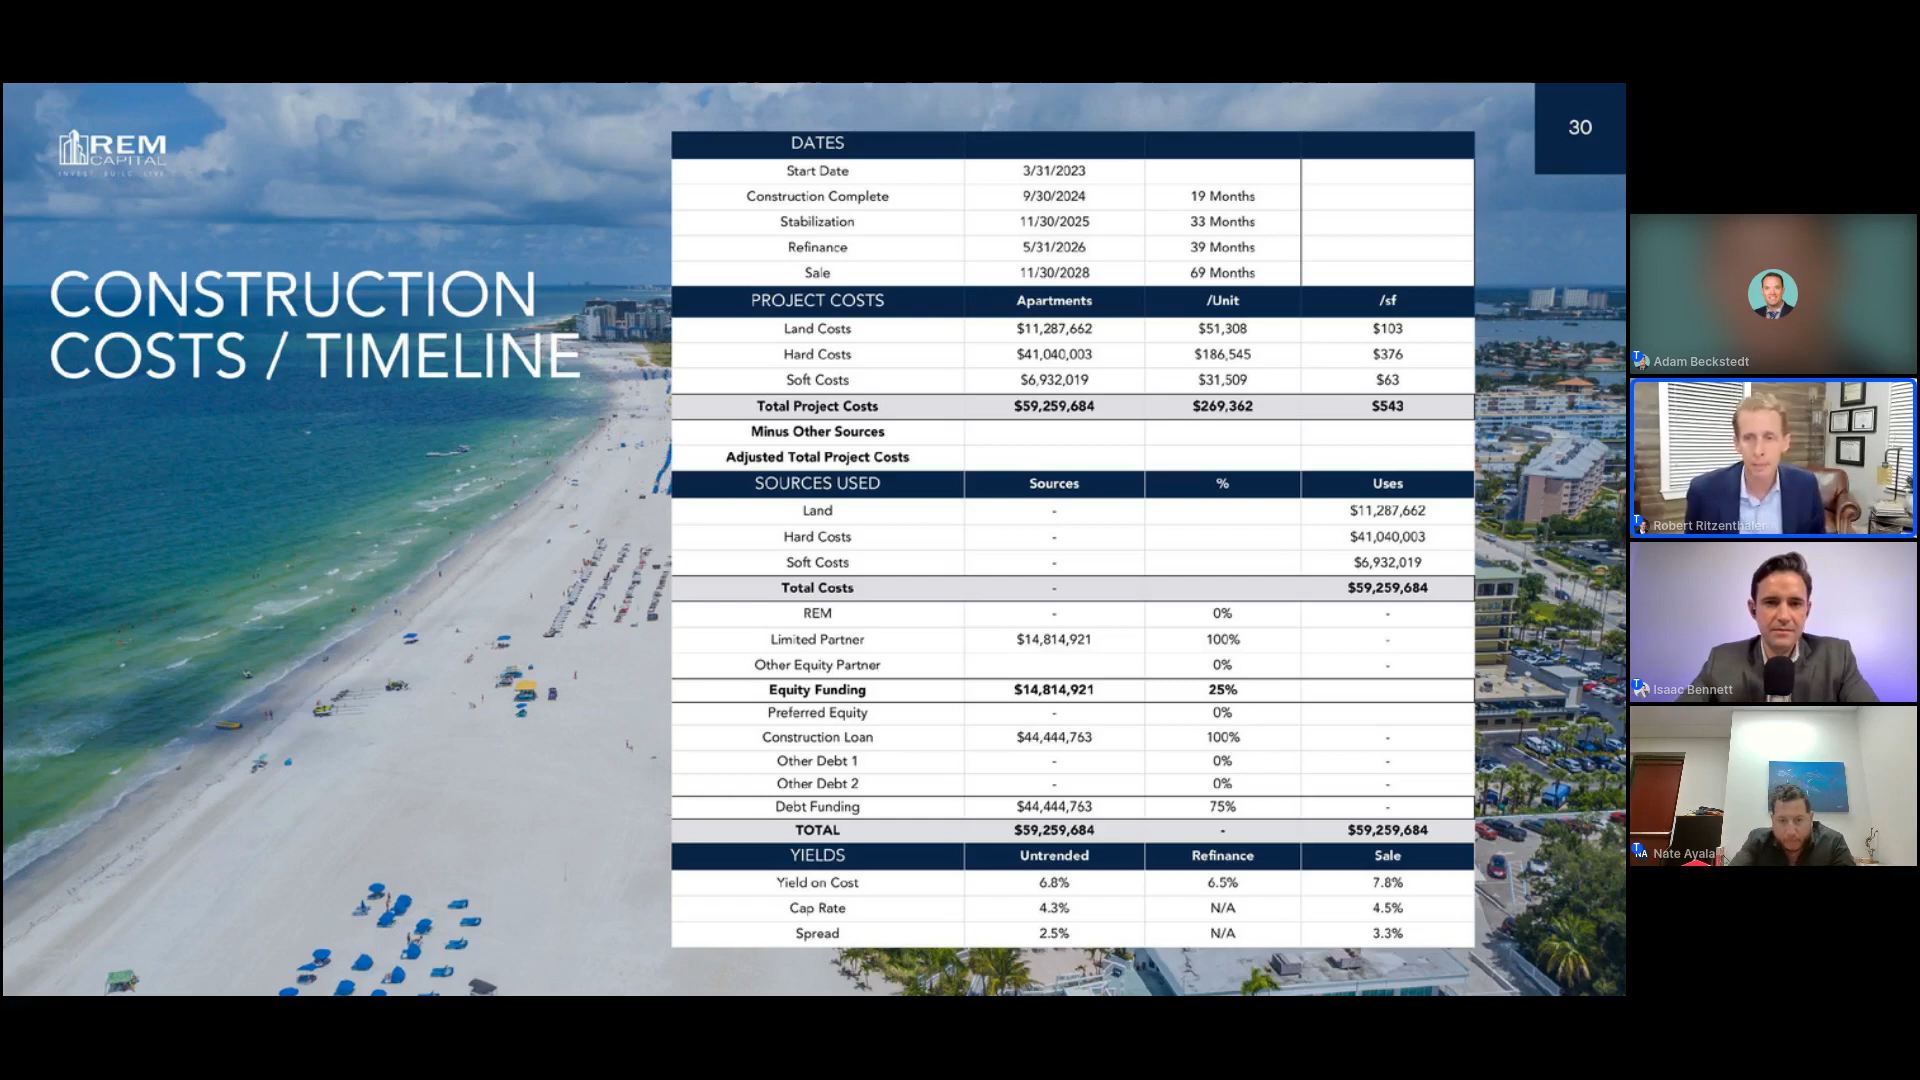 REM
CAPITAL
INVEST BUILD LIVE
30
CONSTRUCTION
COSTS / TIMELINE
DATES
Start Date 3/31/2023
Construction Complete 9/30/2024 19 Months
Stabilization 11/30/2025 33 Months
Refinance 5/31/2026 39 Months
Sale 11/30/2028 69 Months
PROJECT COSTS Apartments /Unit /sf
Land Costs $11,287,662 $51,308 $103
Hard Costs $41,040,003 $186,545 $376
Soft Costs $6,932,019 $31,509 $63
Total Project Costs $59,259,684 $269,362 $543
Minus Other Sources
Adjusted Total Project Costs
SOURCES USED Sources % Uses
Land - $11,287,662
Hard Costs - $41,040,003
Soft Costs - $6,932,019
Total Costs - $59,259,684
REM - 0% -
Limited Partner $14,814,921 100% -
Other Equity Partner 0% -
Equity Funding $14,814,921 25%
Preferred Equity - 0%
Construction Loan $44,444,763 100% -
Other Debt 1 - 0% -
Other Debt 2 - 0% -
Debt Funding $44,444,763 75% -
TOTAL $59,259,684 - $59,259,684
YIELDS Untrended Refinance Sale
Yield on Cost 6.8% 6.5% 7.8%
Cap Rate 4.3% N/A 4.5%
Spread 2.5% N/A 3.3%
T Adam Beckstedt
T Robert Ritzenthaler
T Isaac Bennett
T NA Nate Ayala